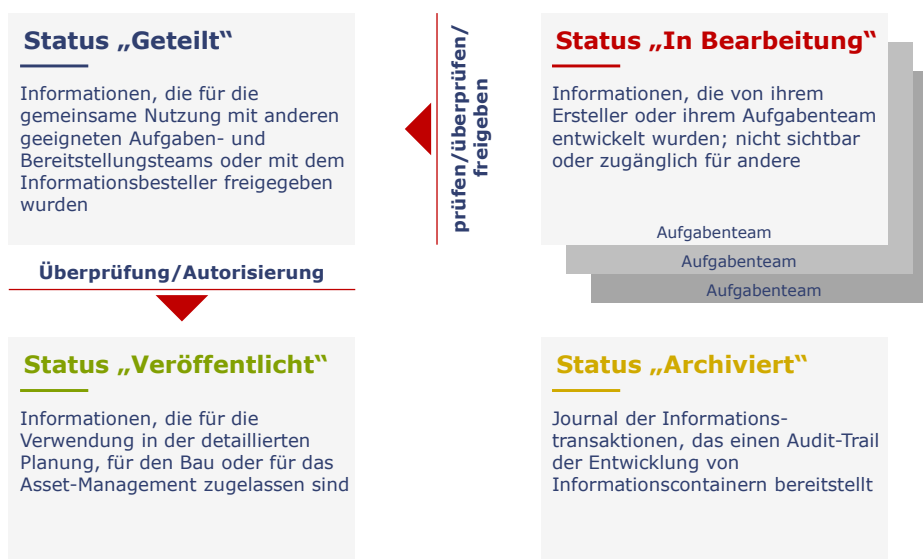 Status „Geteilt“
Informationen, die für die
gemeinsame Nutzung mit anderen
geeigneten Aufgaben- und
Bereitstellungsteams oder mit dem
Informationsbesteller freigegeben
wurden
prüfen/überprüfen/
freigeben
Status „In Bearbeitung“
Informationen, die von ihrem
Ersteller oder ihrem Aufgabenteam
entwickelt wurden; nicht sichtbar
oder zugänglich für andere
Aufgabenteam
Aufgabenteam
Aufgabenteam
Überprüfung/Autorisierung
Status „Veröffentlicht“
Informationen, die für die
Verwendung in der detaillierten
Planung, für den Bau oder für das
Asset-Management zugelassen sind
Status „Archiviert“
Journal der Informations-
transaktionen, das einen Audit-Trail
der Entwicklung von
Informationscontainern bereitstellt